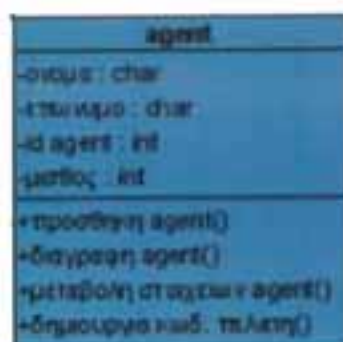 agent
-ονομα : char
-επωνυμο : char
-id agent : int
-μισθος : int
+προσθηκη agent()
+διαγραφη agent()
+μεταβολη στοιχειων agent()
+δημιουργια κωδ. πελατη()